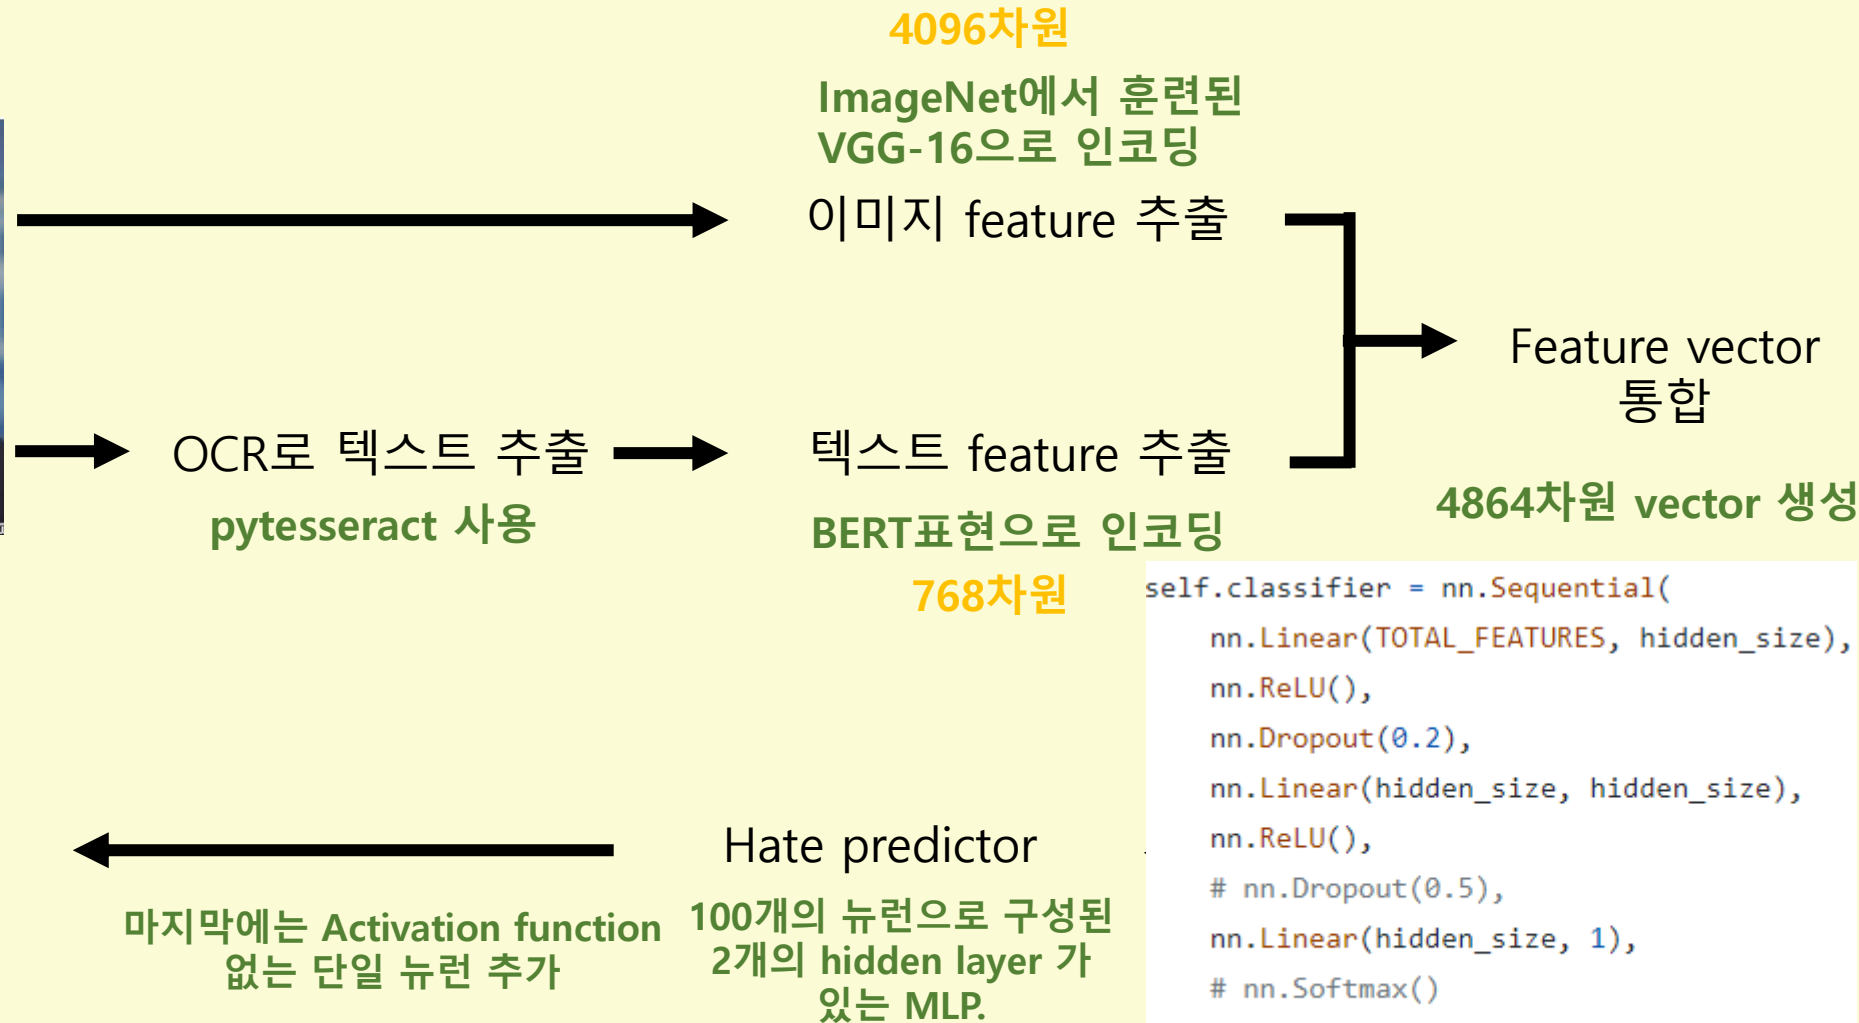 4096차원
ImageNet에서 훈련된
VGG-16으로 인코딩
이미지 feature 추출
Feature vector
통합
4864차원 vector 생성
OCR로 텍스트 추출
pytesseract 사용
텍스트 feature 추출
BERT표현으로 인코딩
768차원
self.classifier = nn.Sequential(
nn.Linear(TOTAL_FEATURES, hidden_size),
nn.ReLU(),
nn.Dropout(0.2),
nn.Linear(hidden_size, hidden_size),
nn.ReLU(),
# nn.Dropout(0.5),
nn.Linear(hidden_size, 1),
# nn.Softmax()
Hate predictor
100개의 뉴런으로 구성된
2개의 hidden layer 가
있는 MLP.
마지막에는 Activation function
없는 단일 뉴런 추가